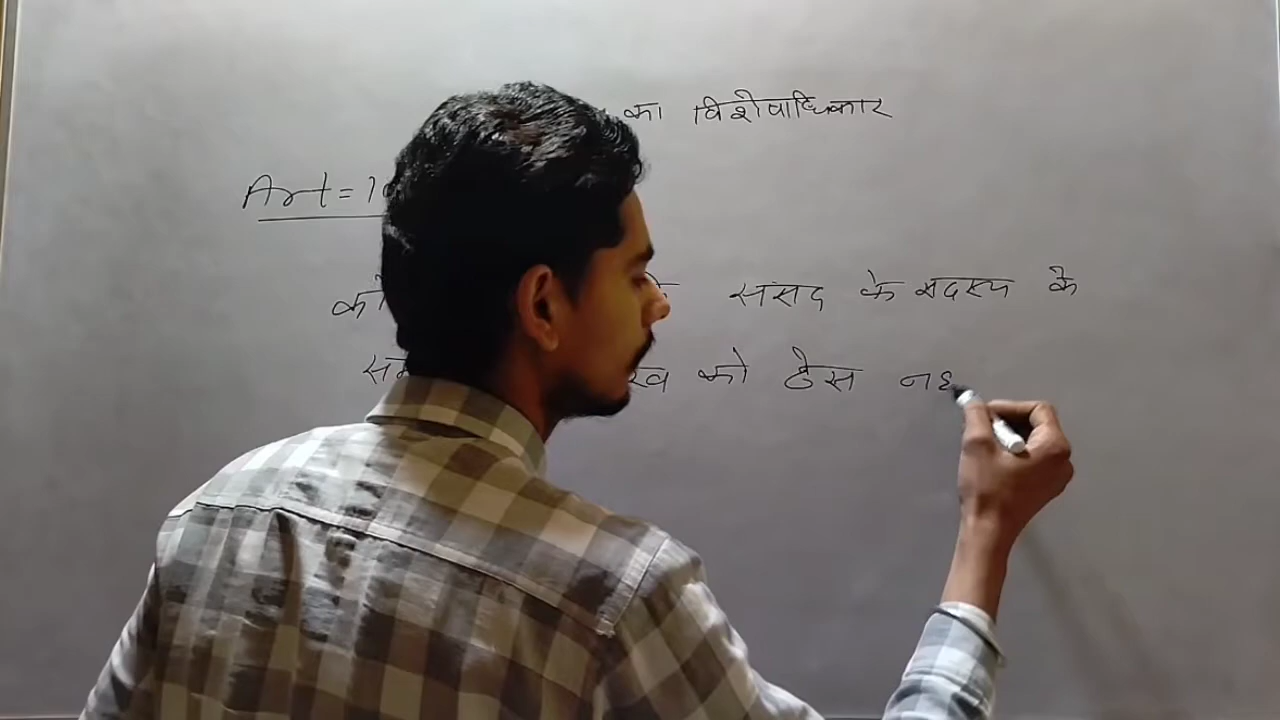 का विशेषाधिकार
Art = 1
संसद के सदस्य के
को ठेस नह